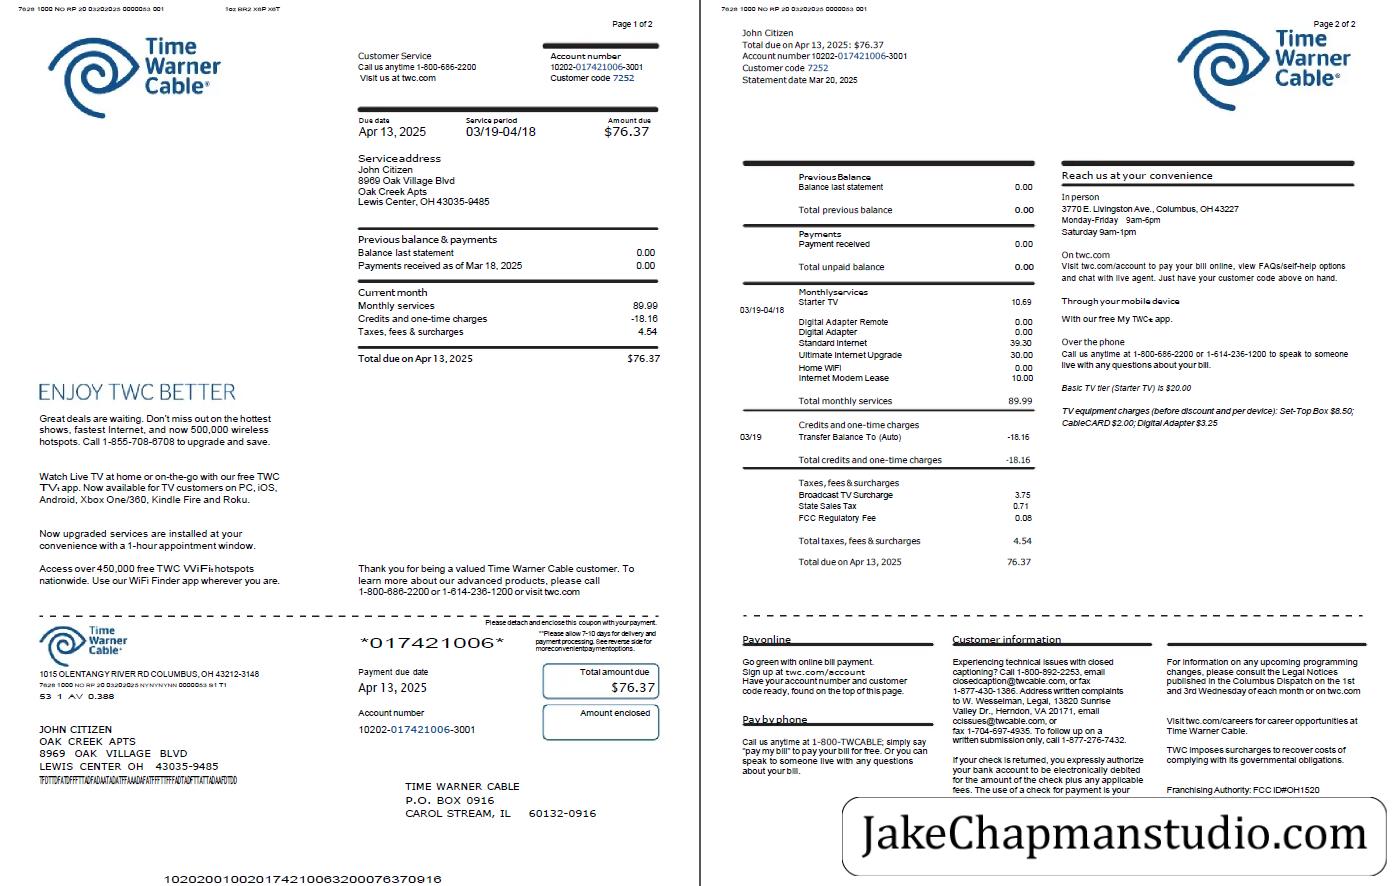 7628 1000 NO RP 20 03202025 0000053 001 1oz BR2 X6P X6T
Page 1 of 2
Time
Warner
Cable®
Customer Service
Call us anytime 1-800-686-2200
Visit us at twc.com
Account number
10202-017421006-3001
Customer code 7252
Due date Service period Amount due
Apr 13, 2025 03/19-04/18 $76.37
Service address
John Citizen
8969 Oak Village Blvd
Oak Creek Apts
Lewis Center, OH 43035-9485
Previous balance & payments
Balance last statement 0.00
Payments received as of Mar 18, 2025 0.00
Current month
Monthly services 89.99
Credits and one-time charges -18.16
Taxes, fees & surcharges 4.54
Total due on Apr 13, 2025 $76.37
ENJOY TWC BETTER
Great deals are waiting. Don't miss out on the hottest
shows, fastest Internet, and now 500,000 wireless
hotspots. Call 1-855-708-6708 to upgrade and save.
Watch Live TV at home or on-the-go with our free TWC
TV® app. Now available for TV customers on PC, iOS,
Android, Xbox One/360, Kindle Fire and Roku.
Now upgraded services are installed at your
convenience with a 1-hour appointment window.
Access over 450,000 free TWC WiFi® hotspots
nationwide. Use our WiFi Finder app wherever you are.
Thank you for being a valued Time Warner Cable customer. To
learn more about our advanced products, please call
1-800-686-2200 or 1-614-236-1200 or visit twc.com
Please detach and enclose this coupon with your payment.
Time
Warner
Cable®
*017421006*
**Please allow 7-10 days for delivery and
payment processing. See reverse side for
more convenient payment options.
1015 OLENTANGY RIVER RD COLUMBUS, OH 43212-3148
7628 1000 NO RP 20 03202025 NYNYNYNN 0000053 S1 T1
53 1 AV 0.388
Payment due date
Apr 13, 2025
Total amount due
$76.37
Account number
10202-017421006-3001
Amount enclosed
JOHN CITIZEN
OAK CREEK APTS
8969 OAK VILLAGE BLVD
LEWIS CENTER OH 43035-9485
TIME WARNER CABLE
P.O. BOX 0916
CAROL STREAM, IL 60132-0916
10202001002017421006320007637​0916
7628 1000 NO RP 20 03202025 0000053 001
Page 2 of 2
John Citizen
Total due on Apr 13, 2025: $76.37
Account number 10202-017421006-3001
Customer code 7252
Statement date Mar 20, 2025
Time
Warner
Cable®
Previous Balance
Balance last statement 0.00
Total previous balance 0.00
Payments
Payment received 0.00
Total unpaid balance 0.00
Monthly services
03/19-04/18 Starter TV 10.69
Digital Adapter Remote 0.00
Digital Adapter 0.00
Standard Internet 39.30
Ultimate Internet Upgrade 30.00
Home WiFi 0.00
Internet Modem Lease 10.00
Total monthly services 89.99
Credits and one-time charges
03/19 Transfer Balance To (Auto) -18.16
Total credits and one-time charges -18.16
Taxes, fees & surcharges
Broadcast TV Surcharge 3.75
State Sales Tax 0.71
FCC Regulatory Fee 0.08
Total taxes, fees & surcharges 4.54
Total due on Apr 13, 2025 76.37
Reach us at your convenience
In person
3770 E. Livingston Ave., Columbus, OH 43227
Monday-Friday 9am-6pm
Saturday 9am-1pm
On twc.com
Visit twc.com/account to pay your bill online, view FAQs/self-help options
and chat with live agent. Just have your customer code above on hand.
Through your mobile device
With our free My TWC® app.
Over the phone
Call us anytime at 1-800-686-2200 or 1-614-236-1200 to speak to someone
live with any questions about your bill.
Basic TV tier (Starter TV) is $20.00
TV equipment charges (before discount and per device): Set-Top Box $8.50;
CableCARD $2.00; Digital Adapter $3.25
Pay online
Go green with online bill payment.
Sign up at twc.com/account
Have your account number and customer
code ready, found on the top of this page.
Pay by phone
Call us anytime at 1-800-TWCABLE; simply say
"pay my bill" to pay your bill for free. Or you can
speak to someone live with any questions
about your bill.
Customer information
Experiencing technical issues with closed
captioning? Call 1-800-892-2253, email
closedcaption@twcable.com, or fax
1-877-430-1386. Address written complaints
to W. Wesselman, Legal, 13820 Sunrise
Valley Dr., Herndon, VA 20171, email
ccissues@twcable.com, or
fax 1-704-697-4935. To follow up on a
written submission only, call 1-877-276-7432.
If your check is returned, you expressly authorize
your bank account to be electronically debited
for the amount of the check plus any applicable
fees. The use of a check for payment is your
For information on any upcoming programming
changes, please consult the Legal Notices
published in the Columbus Dispatch on the 1st
and 3rd Wednesday of each month or on twc.com
Visit twc.com/careers for career opportunities at
Time Warner Cable.
TWC imposes surcharges to recover costs of
complying with its governmental obligations.
Franchising Authority: FCC ID#OH1520
JakeChapmanstudio.com